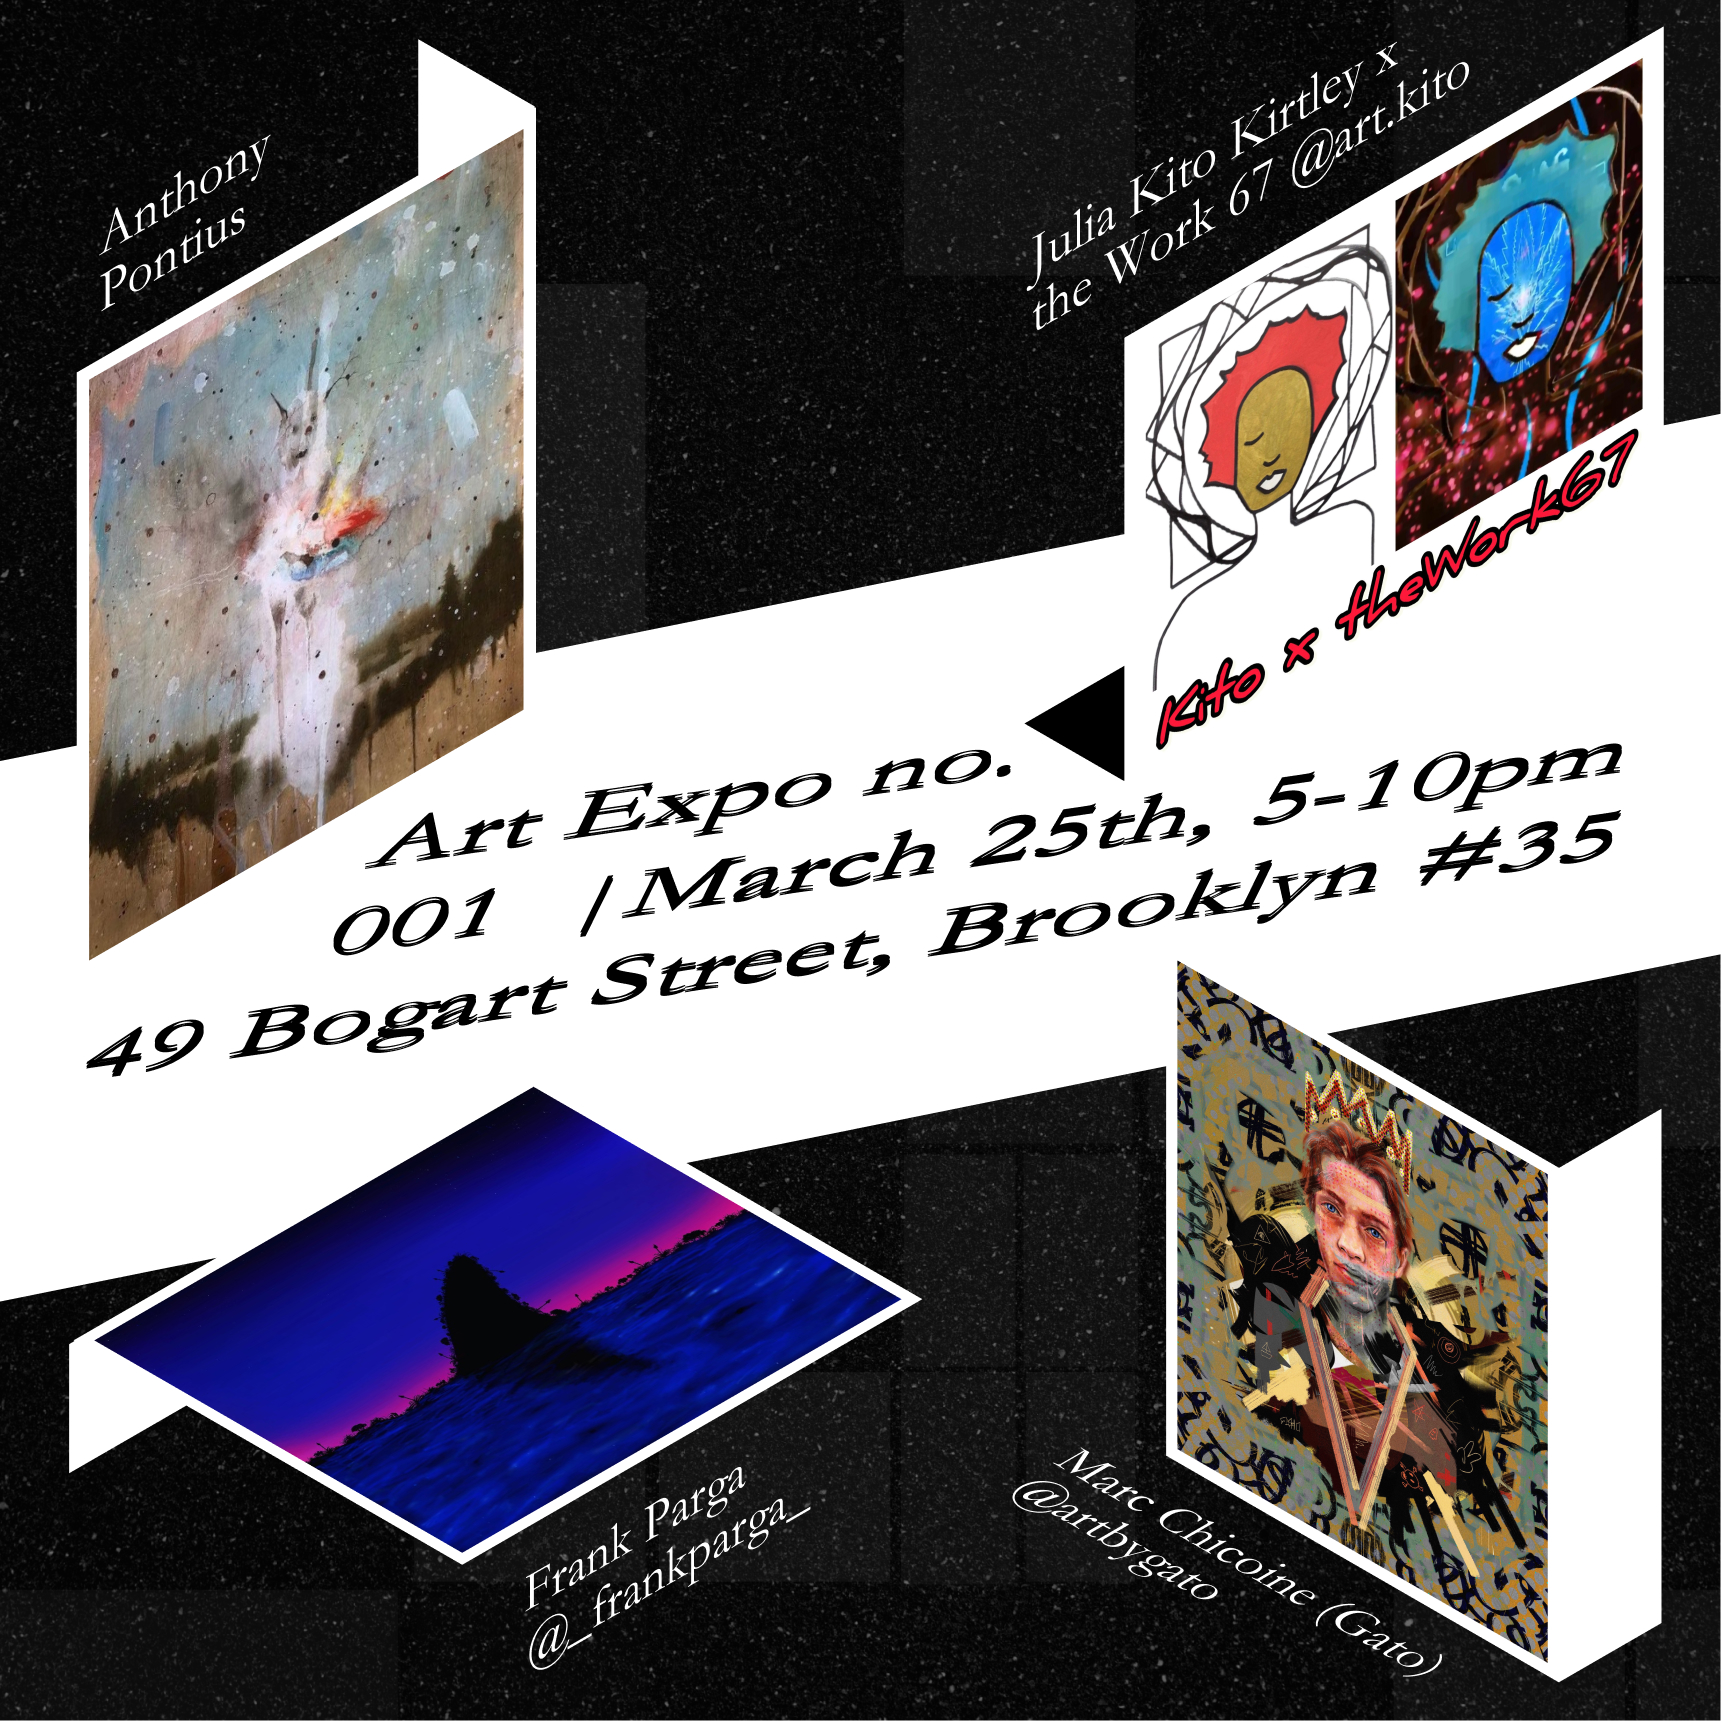 Anthony
Pontius
Julia Kito Kirtley x
the Work 67 @art.kito
Kito x theWork67
Art Expo no.
001 / March 25th, 5-10pm
49 Bogart Street, Brooklyn #35
Frank Parga
@_frankparga_
Marc Chicoine (Gato)
@artbygato